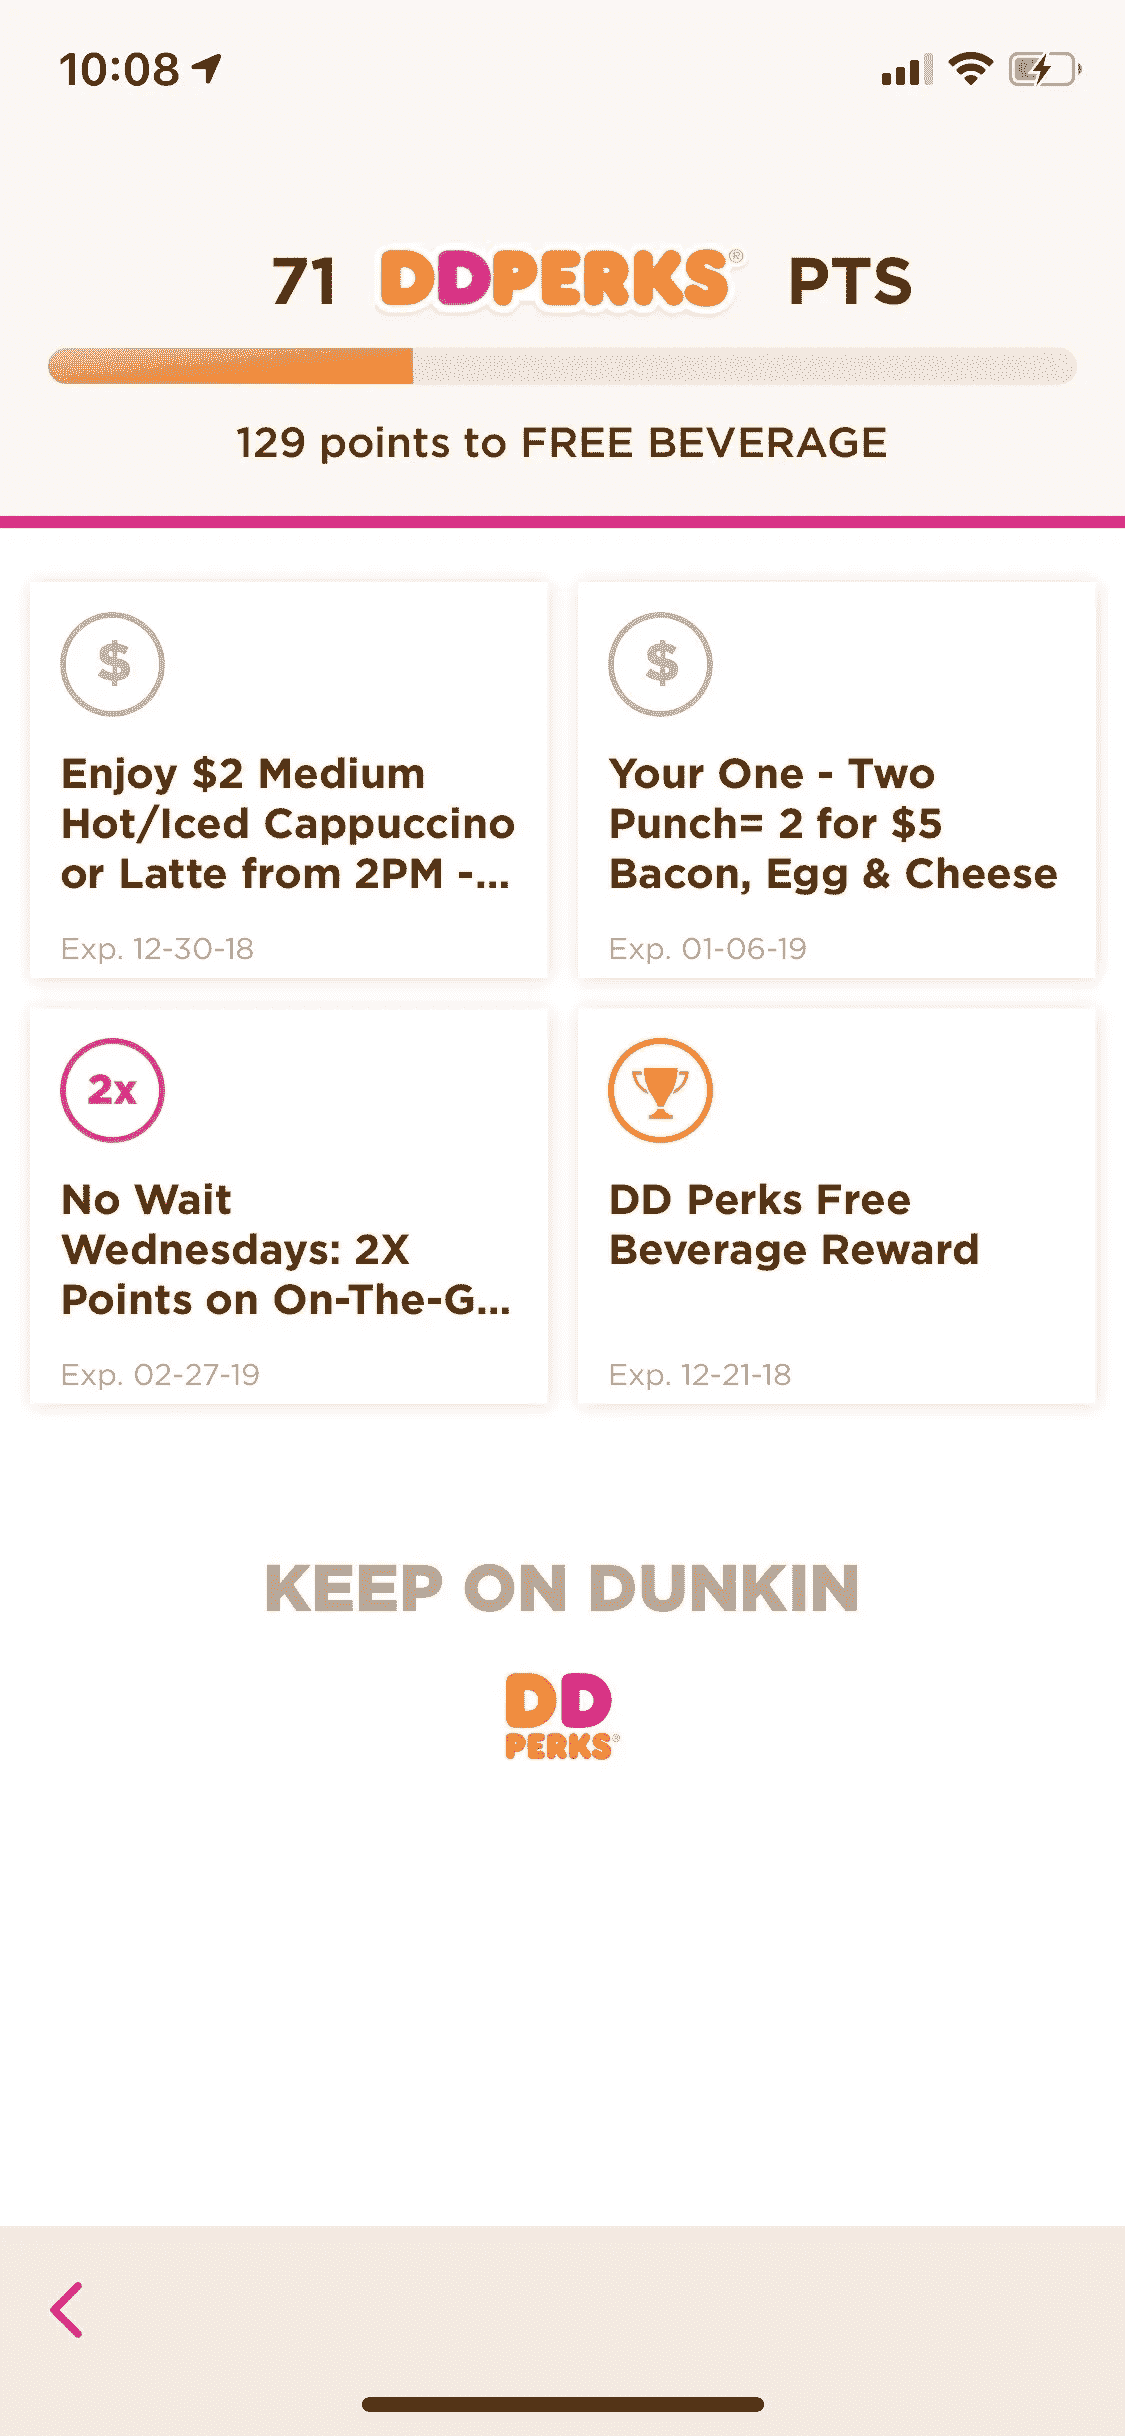 10:08
71 DDPERKS® PTS
129 points to FREE BEVERAGE
$
Enjoy $2 Medium
Hot/Iced Cappuccino
or Latte from 2PM -...
Exp. 12-30-18
$
Your One - Two
Punch= 2 for $5
Bacon, Egg & Cheese
Exp. 01-06-19
2x
No Wait
Wednesdays: 2X
Points on On-The-G...
Exp. 02-27-19
DD Perks Free
Beverage Reward
Exp. 12-21-18
KEEP ON DUNKIN
DD
PERKS®